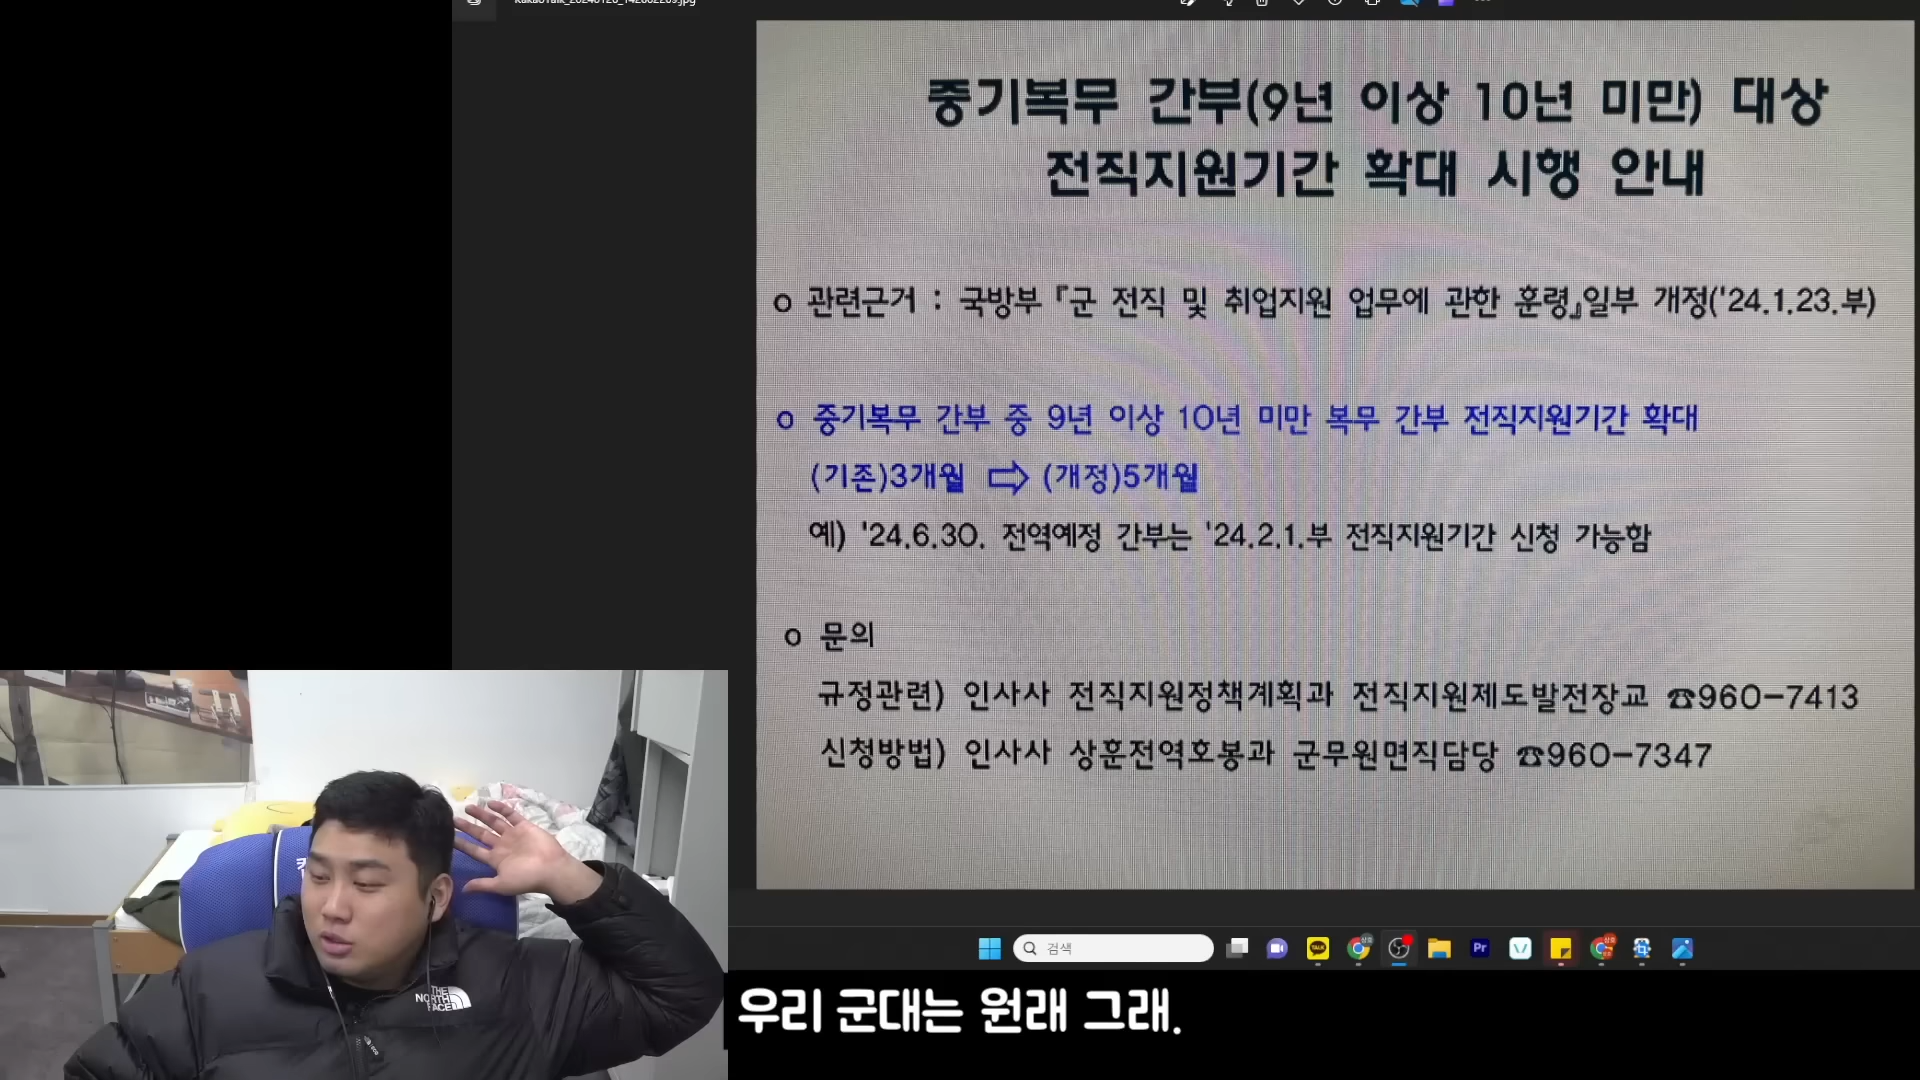 KakaoTalk_20240126_142602209.jpg
중기복무 간부(9년 이상 10년 미만) 대상
전직지원기간 확대 시행 안내
o 관련근거 : 국방부『군 전직 및 취업지원 업무에 관한 훈령』일부 개정('24.1.23.부)
o 중기복무 간부 중 9년 이상 10년 미만 복무 간부 전직지원기간 확대
(기존)3개월 ⇨ (개정)5개월
예) '24.6.30. 전역예정 간부는 '24.2.1.부 전직지원기간 신청 가능함
o 문의
규정관련) 인사사 전직지원정책계획과 전직지원제도발전장교 ☎960-7413
신청방법) 인사사 상훈전역호봉과 군무원면직담당 ☎960-7347
THE
NORTH
FACE
검색
TALK
Pr
우리 군대는 원래 그래.